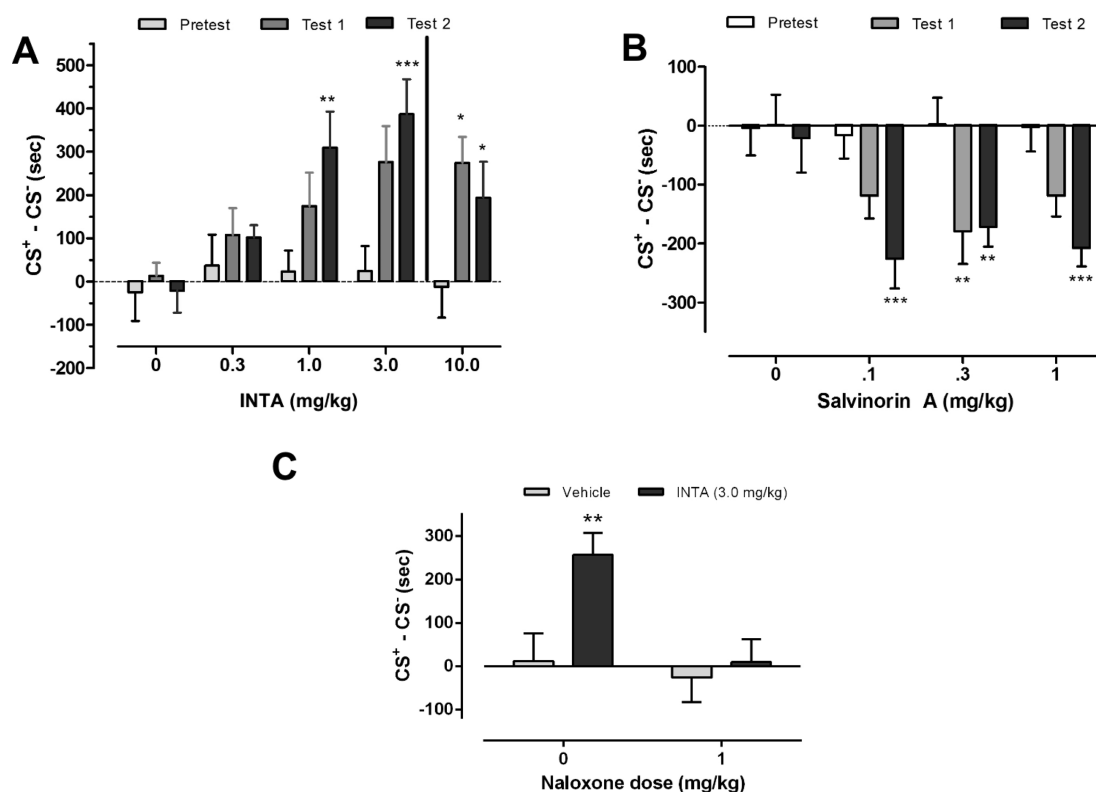 A
Pretest Test 1 Test 2
CS+ - CS- (sec)
500
400
300
200
100
0
-100
-200
** *** * *
0 0.3 1.0 3.0 10.0
INTA (mg/kg)
B
Pretest Test 1 Test 2
CS+ - CS- (sec)
100
0
-100
-200
-300
*** ** ** ***
0 .1 .3 1
Salvinorin A (mg/kg)
C
Vehicle INTA (3.0 mg/kg)
CS+ - CS- (sec)
300
200
100
0
-100
**
0 1
Naloxone dose (mg/kg)